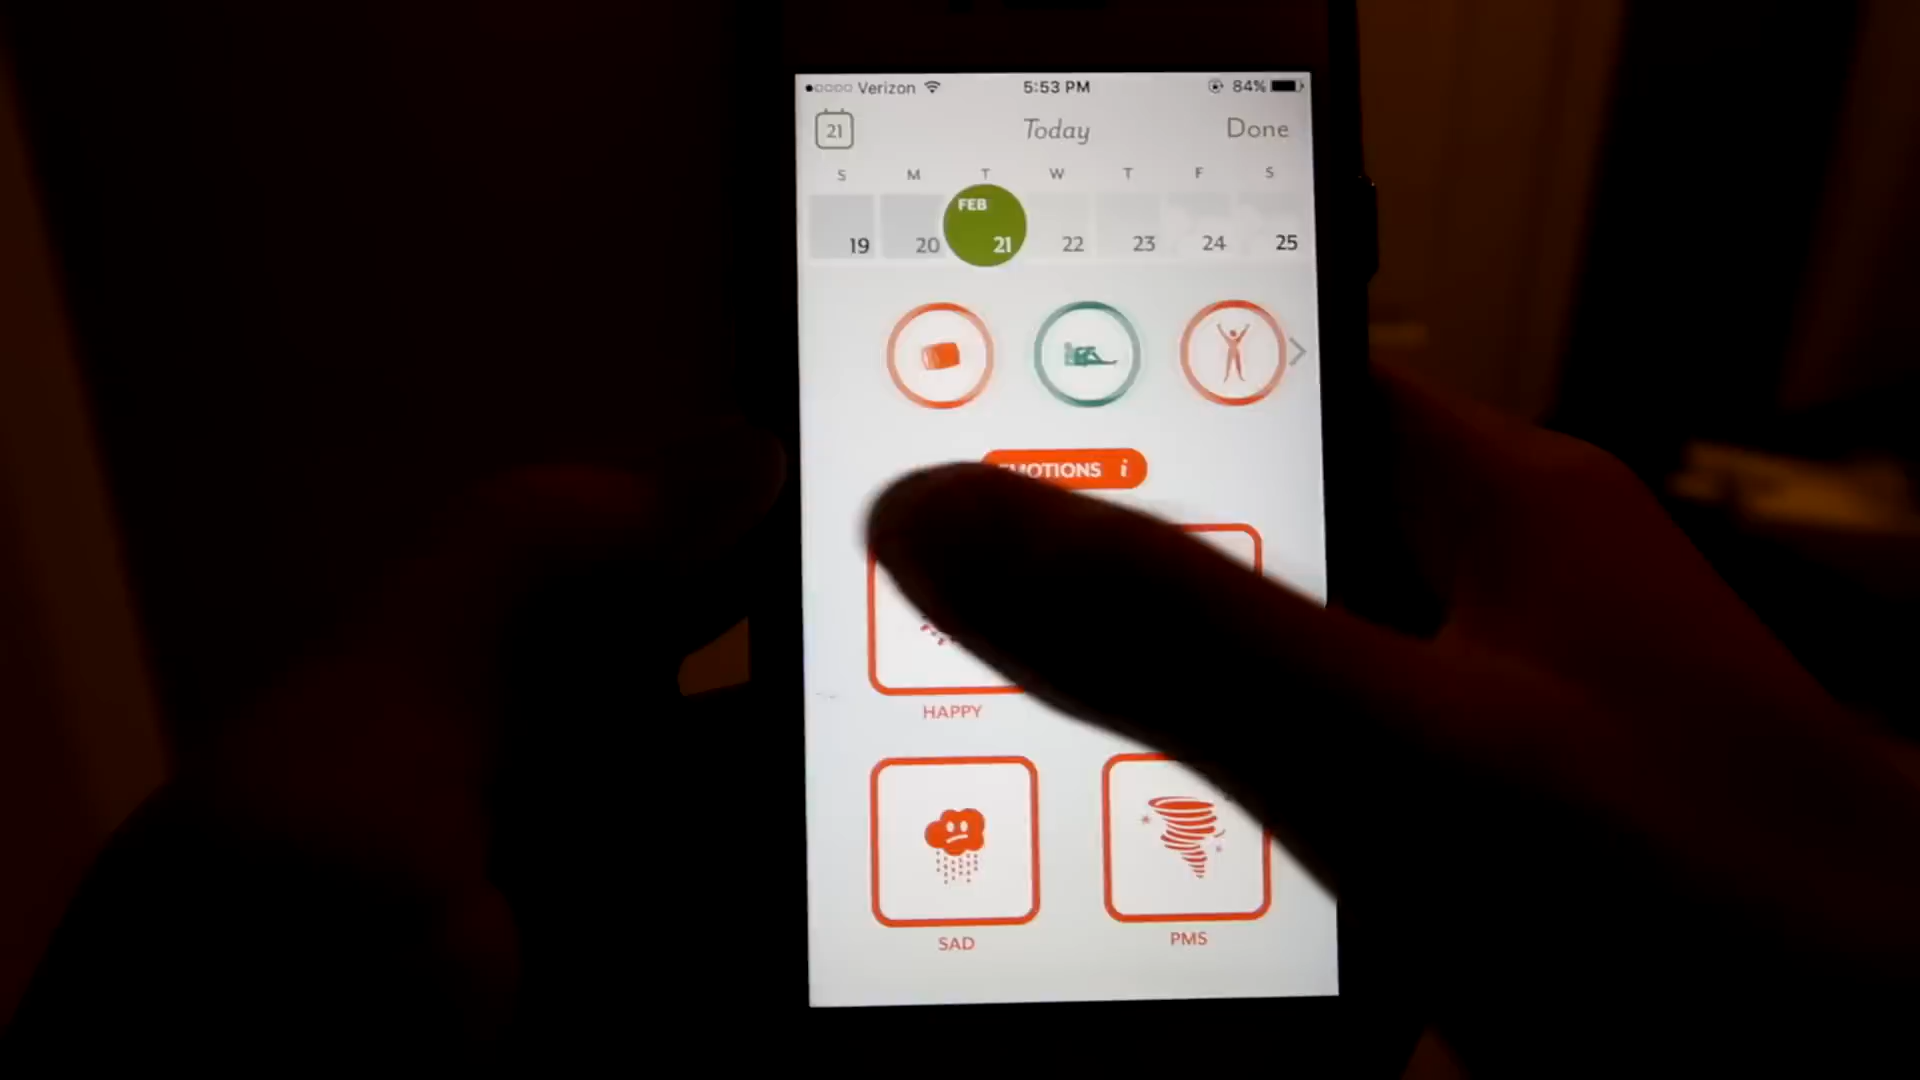 Verizon 5:53 PM 84%
21 Today Done
S M T W T F S
FEB
19 20 21 22 23 24 25
MOTIONS i
HAPPY
SAD PMS